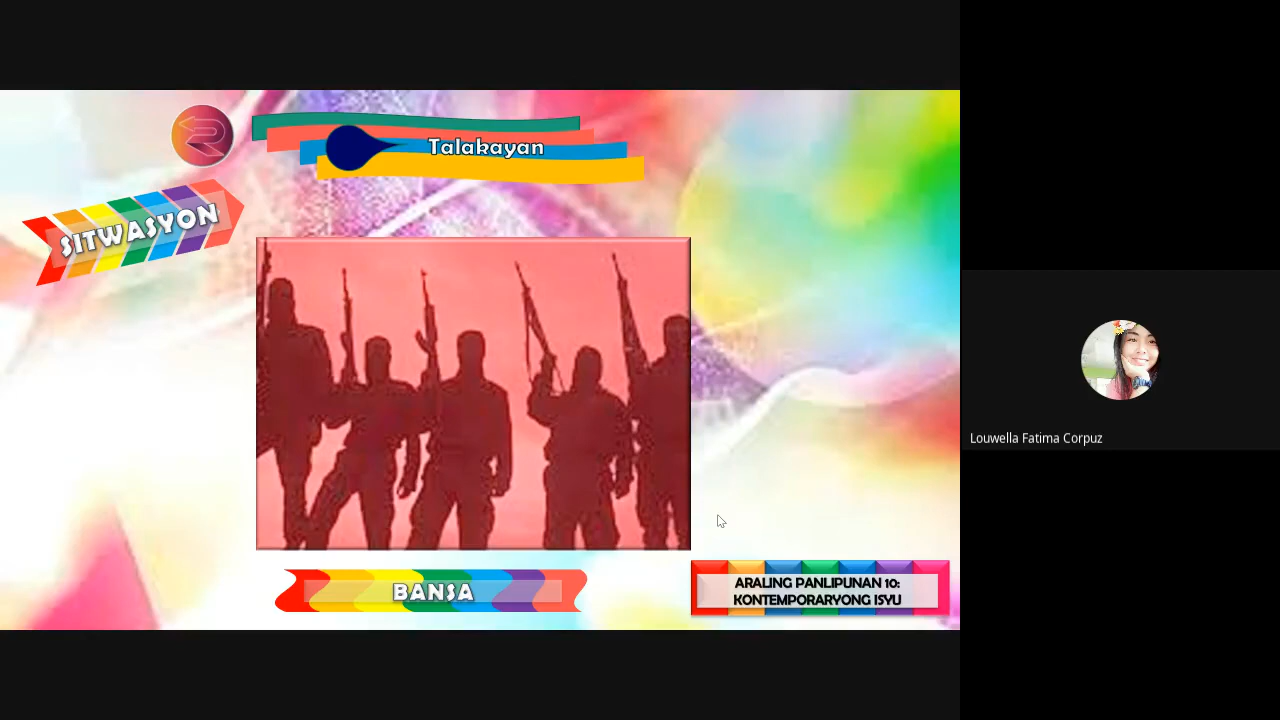 Talakayan
SITWASYON
BANSA
ARALING PANLIPUNAN 10:
KONTEMPORARYONG ISYU
Louwella Fatima Corpuz